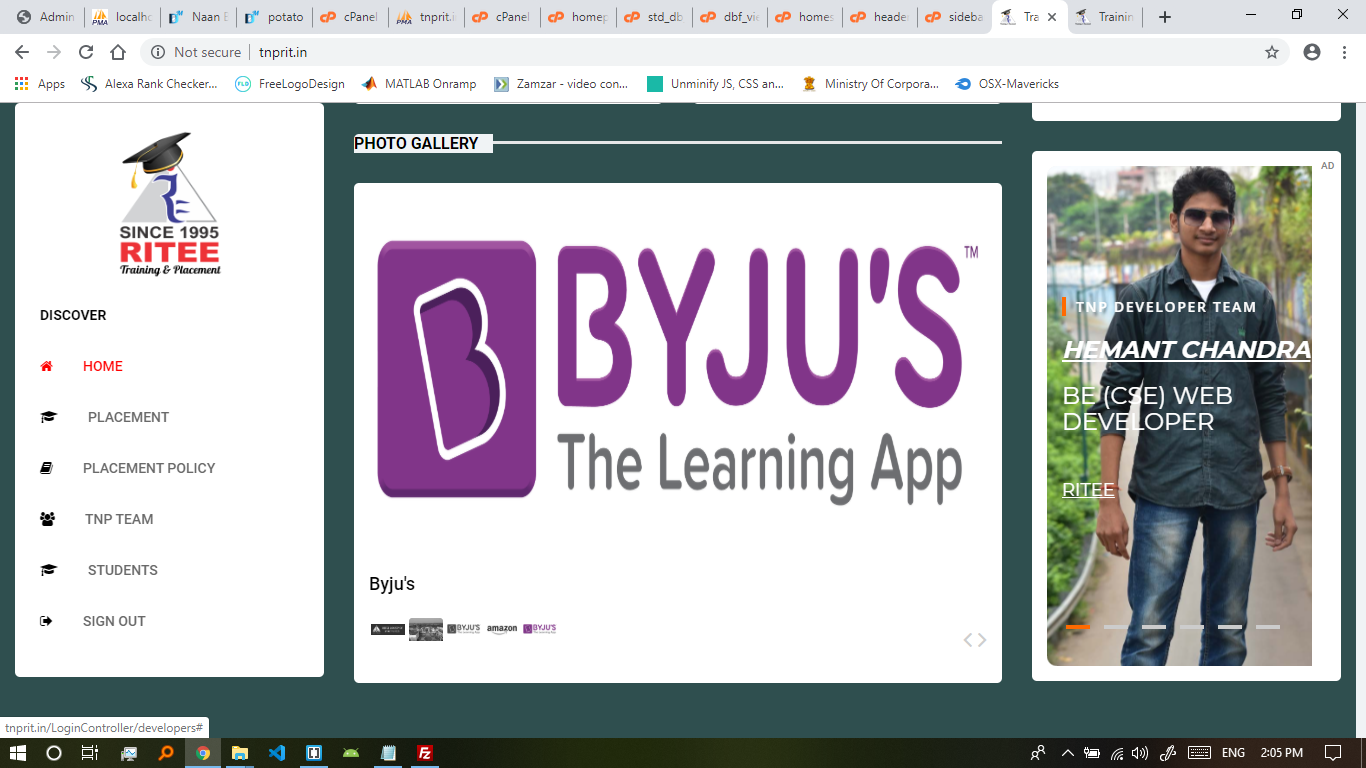 Admin
localho
Naan E
potato
cPanel
tnprit.i
cPanel
homep
std_db
dbf_vie
homes
header
sideba
Tra
Trainin
Not secure
tnprit.in
Apps
Alexa Rank Checker...
FreeLogoDesign
MATLAB Onramp
Zamzar - video con...
Unminify JS, CSS an...
Ministry Of Corpora...
OSX-Mavericks
SINCE 1995
RITEE
Training & Placement
DISCOVER
HOME
PLACEMENT
PLACEMENT POLICY
TNP TEAM
STUDENTS
SIGN OUT
PHOTO GALLERY
BYJU'S
TM
The Learning App
Byju's
BYJU'S
amazon
BYJU'S
AD
TNP DEVELOPER TEAM
HEMANT CHANDRA
BE (CSE) WEB
DEVELOPER
RITEE
tnprit.in/LoginController/developers#
ENG
2:05 PM